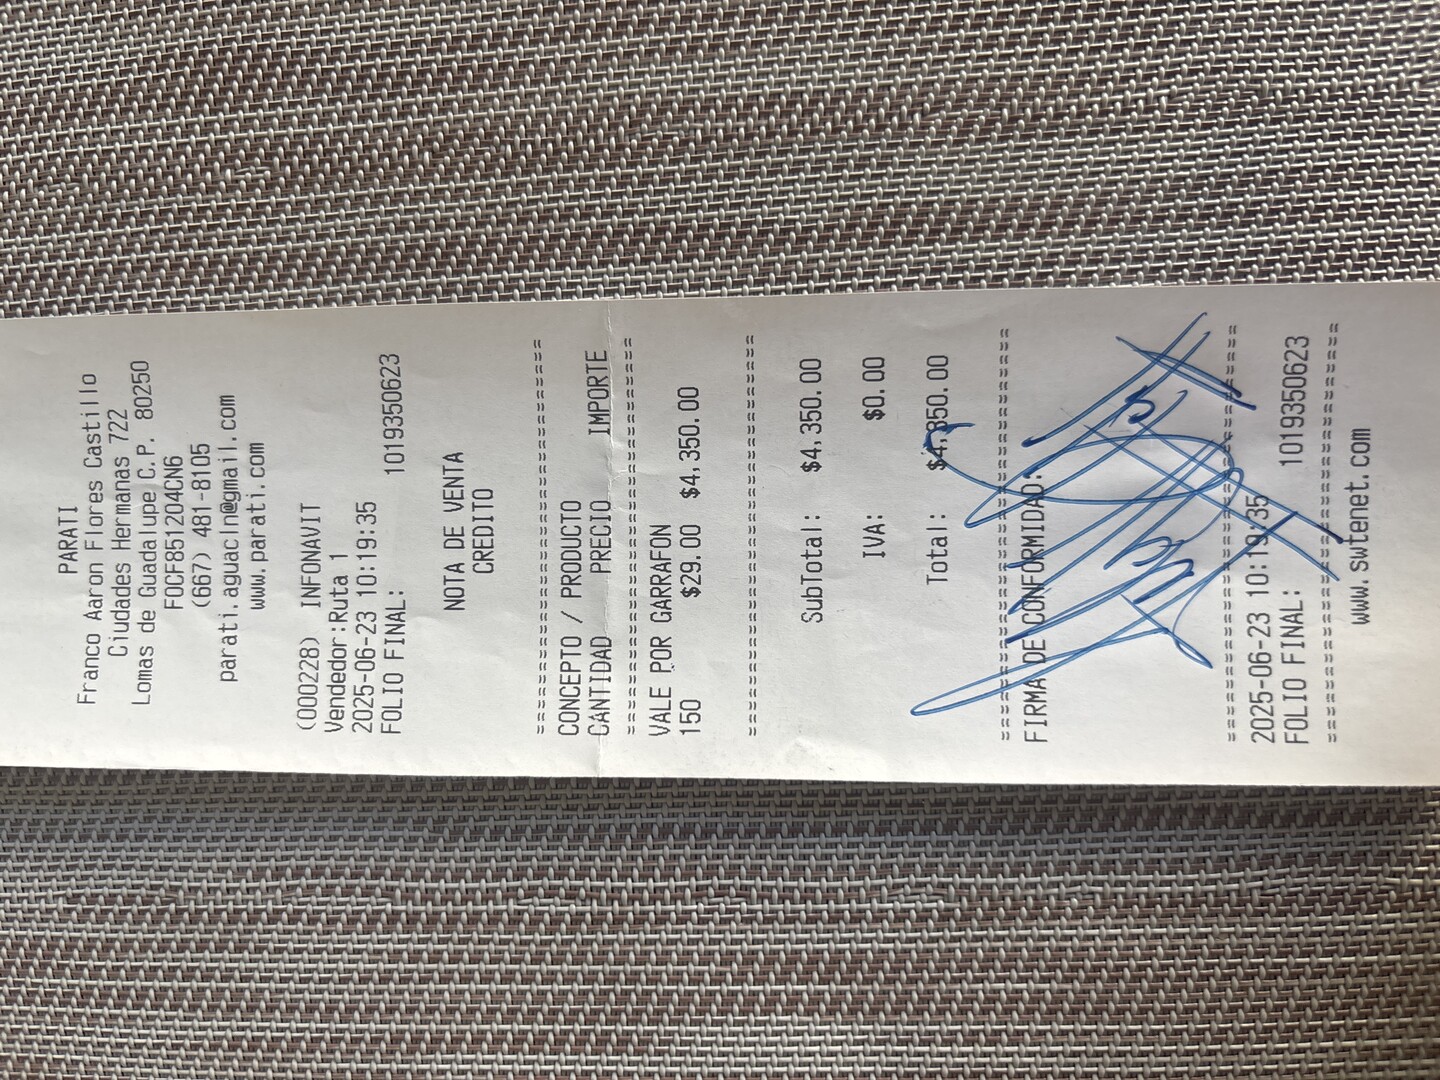 PARATI
Franco Aaron Flores Castillo
Ciudades Hermanas 722
Lomas de Guadalupe C.P. 80250
FOCF851204CN6
(667) 481-8105
parati.aguacln@gmail.com
www.parati.com
(000228) INFONAVIT
Vendedor:Ruta 1
2025-06-23 10:19:35
FOLIO FINAL: 1019350623
NOTA DE VENTA
CREDITO
================================
CONCEPTO / PRODUCTO
CANTIDAD PRECIO IMPORTE
================================
VALE POR GARRAFON
150 $29.00 $4,350.00
================================
SubTotal: $4,350.00
IVA: $0.00
Total: $4,350.00
================================
FIRMA DE CONFORMIDAD:
================================
2025-06-23 10:19:35
FOLIO FINAL: 1019350623
================================
www.swtenet.com